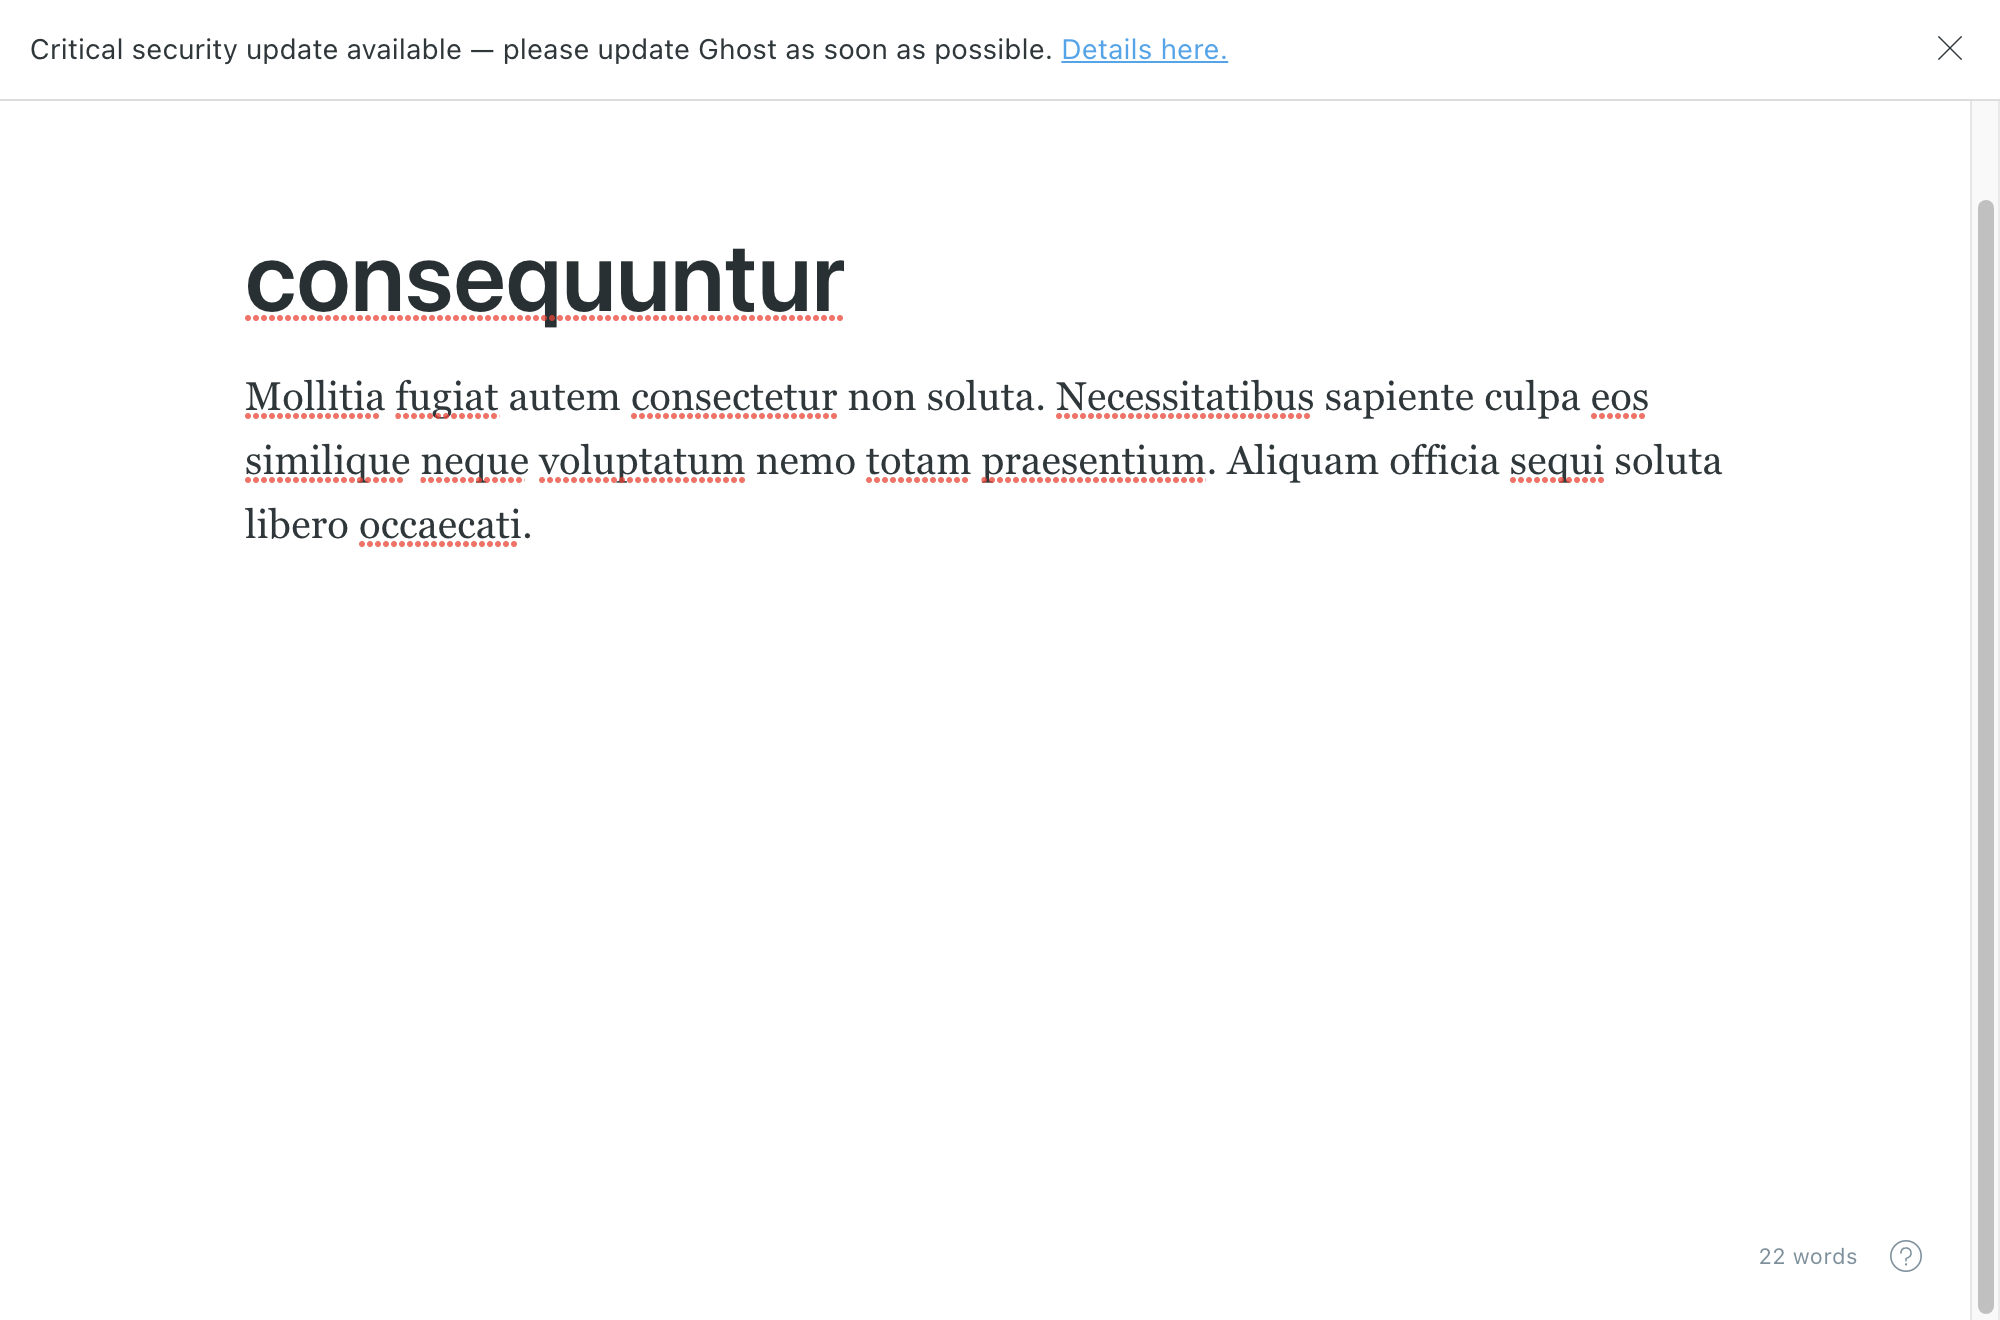 Critical security update available — please update Ghost as soon as possible. Details here.
consequuntur
Mollitia fugiat autem consectetur non soluta. Necessitatibus sapiente culpa eos
similique neque voluptatum nemo totam praesentium. Aliquam officia sequi soluta
libero occaecati.
22 words
?